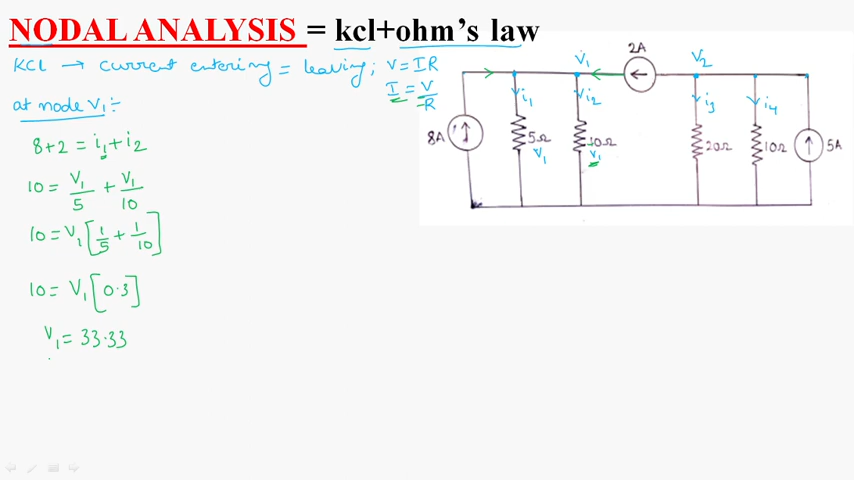 NODAL ANALYSIS = kcl+ohm's law
KCL → current entering = leaving; V=IR
I = V/R
at node V₁:-
8+2 = i₁+i₂
10 = V₁/5 + V₁/10
10 = V₁[1/5 + 1/10]
10 = V₁[0.3]
V₁ = 33.33
2A
V₁
V₂
i₁
i₂
i₃
i₄
8A
5Ω
V₁
10Ω
V₁
20Ω
10Ω
5A